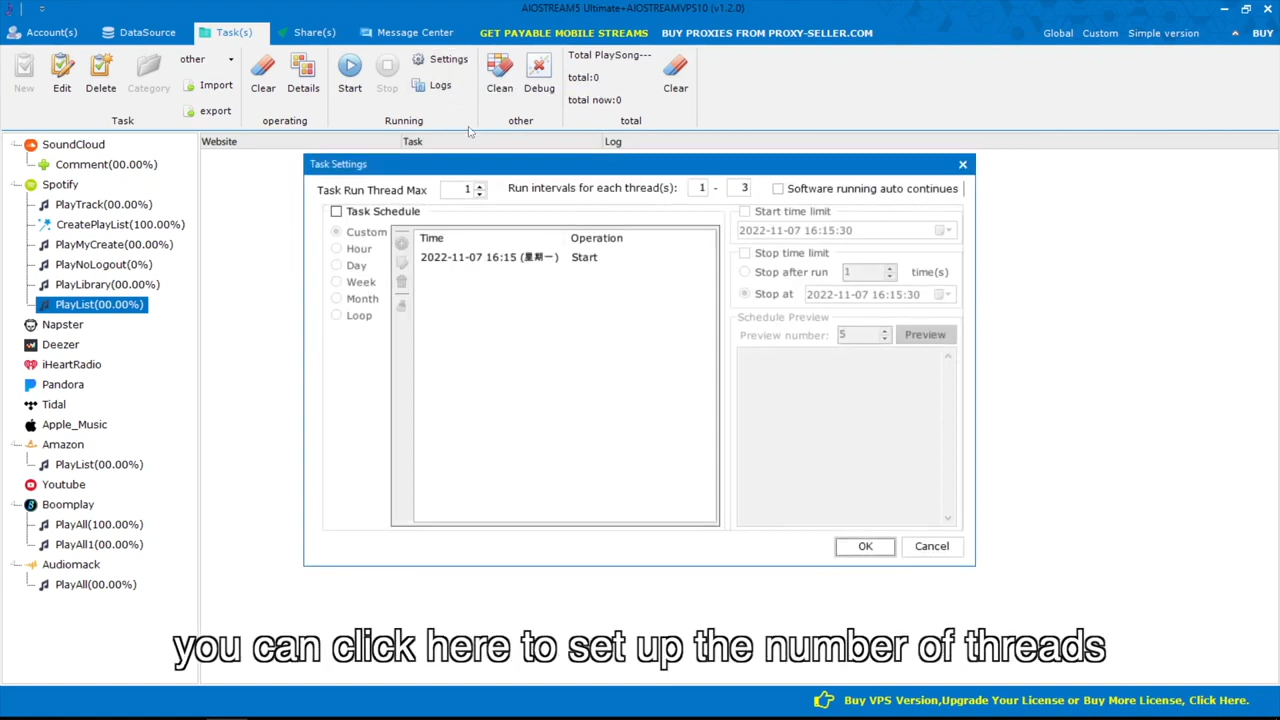 AIOSTREAM5 Ultimate+AIOSTREAMVPS10 (v1.2.0)
Account(s) DataSource Task(s) Share(s) Message Center GET PAYABLE MOBILE STREAMS BUY PROXIES FROM PROXY-SELLER.COM Global Custom Simple version BUY
New Edit Delete Category other Import export Clear Details Start Stop Settings Logs Clean Debug Total PlaySong--- total:0 total now:0 Clear
Task operating Running other total
Website Task Log
SoundCloud
Comment(00.00%)
Spotify
PlayTrack(00.00%)
CreatePlayList(100.00%)
PlayMyCreate(00.00%)
PlayNoLogout(0%)
PlayLibrary(00.00%)
PlayList(00.00%)
Napster
Deezer
iHeartRadio
Pandora
Tidal
Apple_Music
Amazon
PlayList(00.00%)
Youtube
Boomplay
PlayAll(100.00%)
PlayAll1(00.00%)
Audiomack
PlayAll(00.00%)
Task Settings
Task Run Thread Max 1 Run intervals for each thread(s): 1 - 3 Software running auto continues
Task Schedule
Custom
Hour
Day
Week
Month
Loop
Time Operation
2022-11-07 16:15 (星期一) Start
Start time limit
2022-11-07 16:15:30
Stop time limit
Stop after run 1 time(s)
Stop at 2022-11-07 16:15:30
Schedule Preview
Preview number: 5 Preview
OK Cancel
you can click here to set up the number of threads
Buy VPS Version,Upgrade Your License or Buy More License, Click Here.